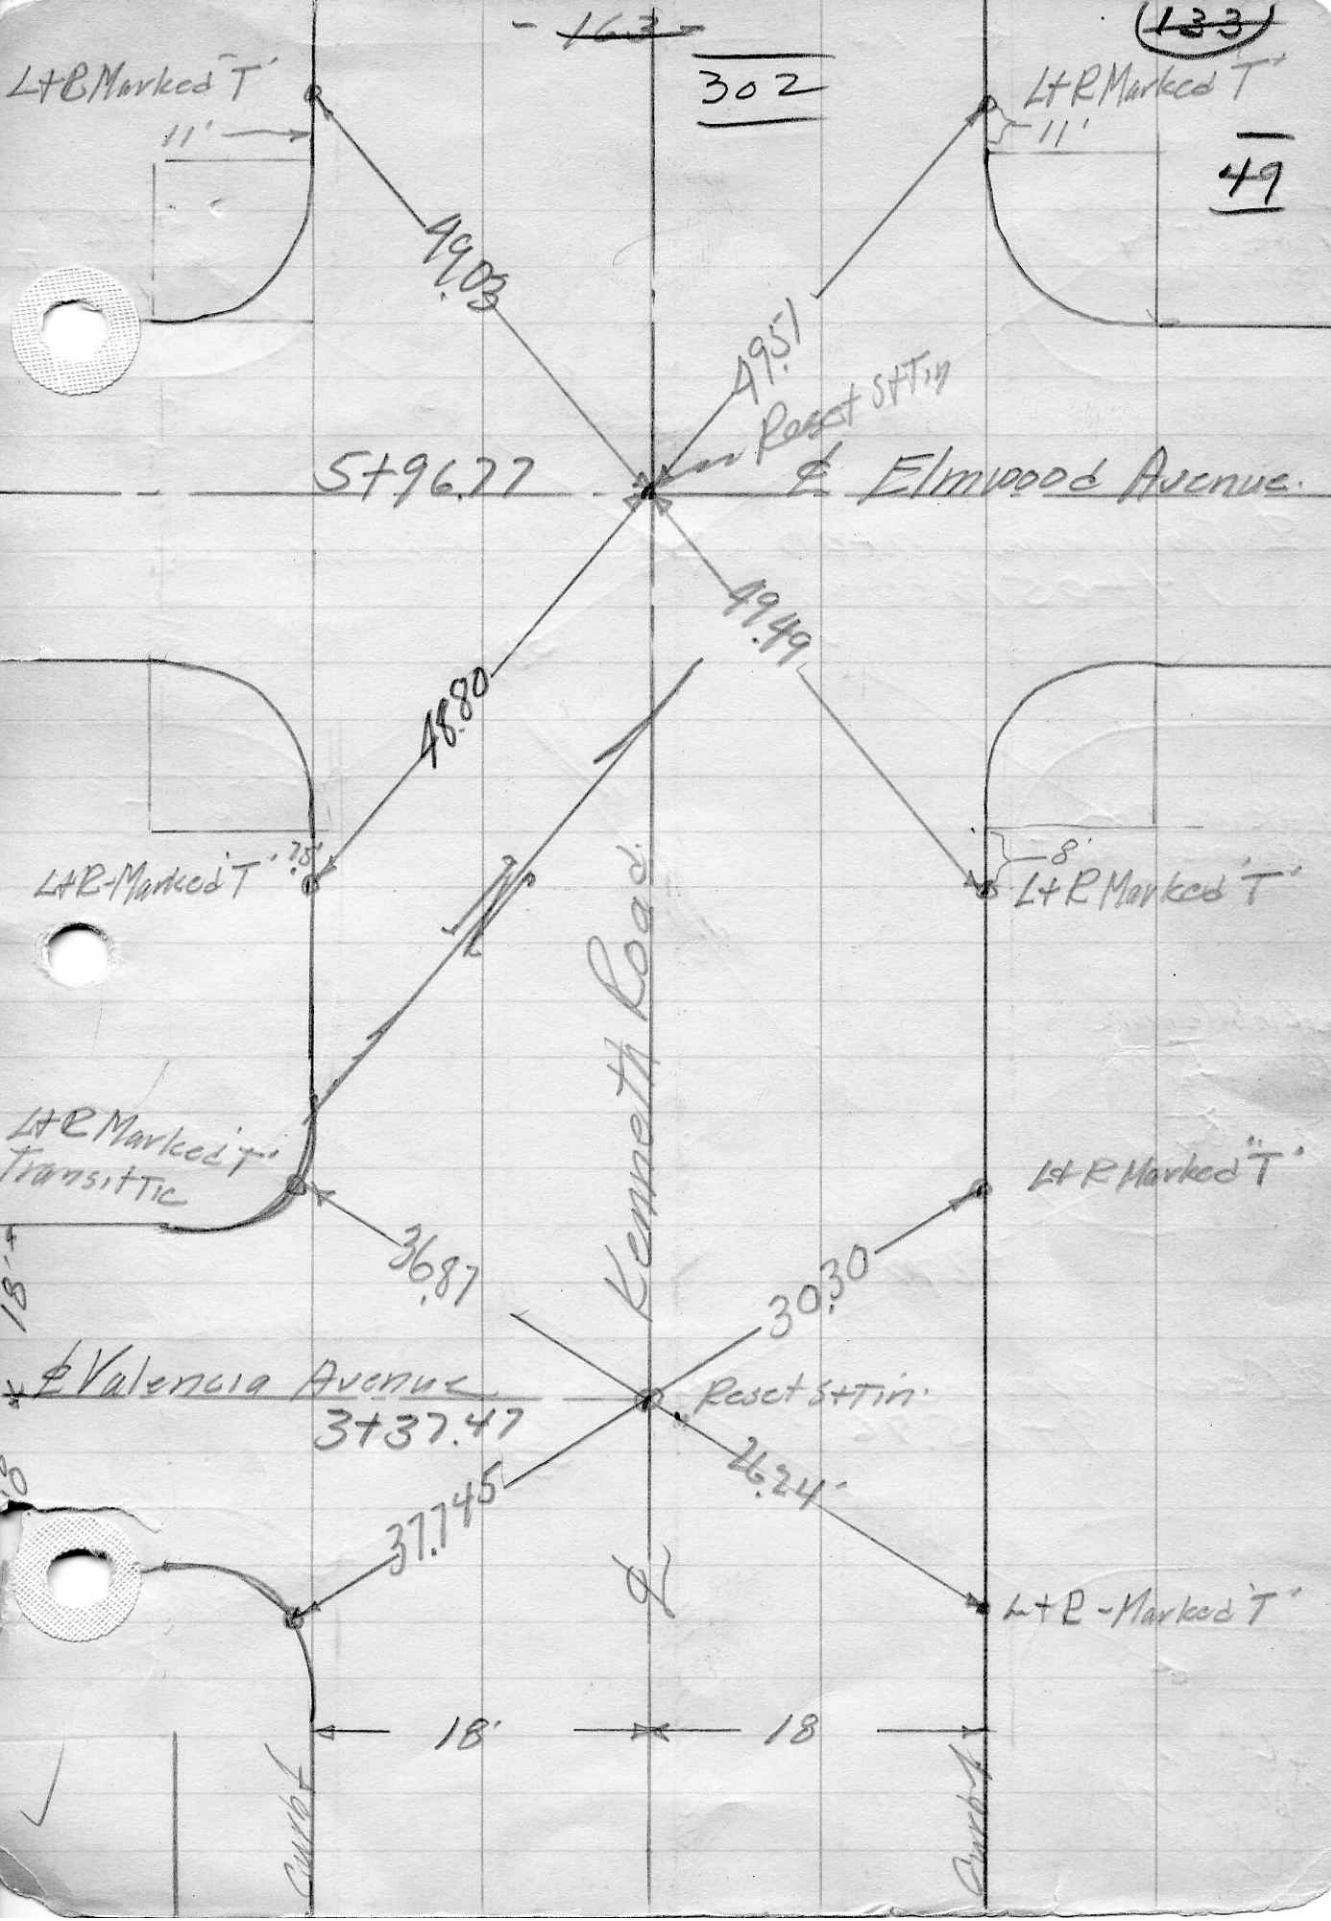 - 163 -
(133)
302
L+R Marked "T"
L+R Marked "T"
11'
11'
49
49.03
49.51
Reset S+Tin
5+96.77
℄ Elmwood Avenue.
49.49
48.80
7.5'
8'
L+R-Marked "T"
L+R Marked "T"
N
Kenneth Road.
L+R Marked "T"
Transit Tie
L+R Marked "T"
18'
36.87
30.30
℄ Valencia Avenue
3+37.47
Reset S+Tin.
26.24'
37.745
℄
L+R-Marked "T"
18'
18
Curb
Curb